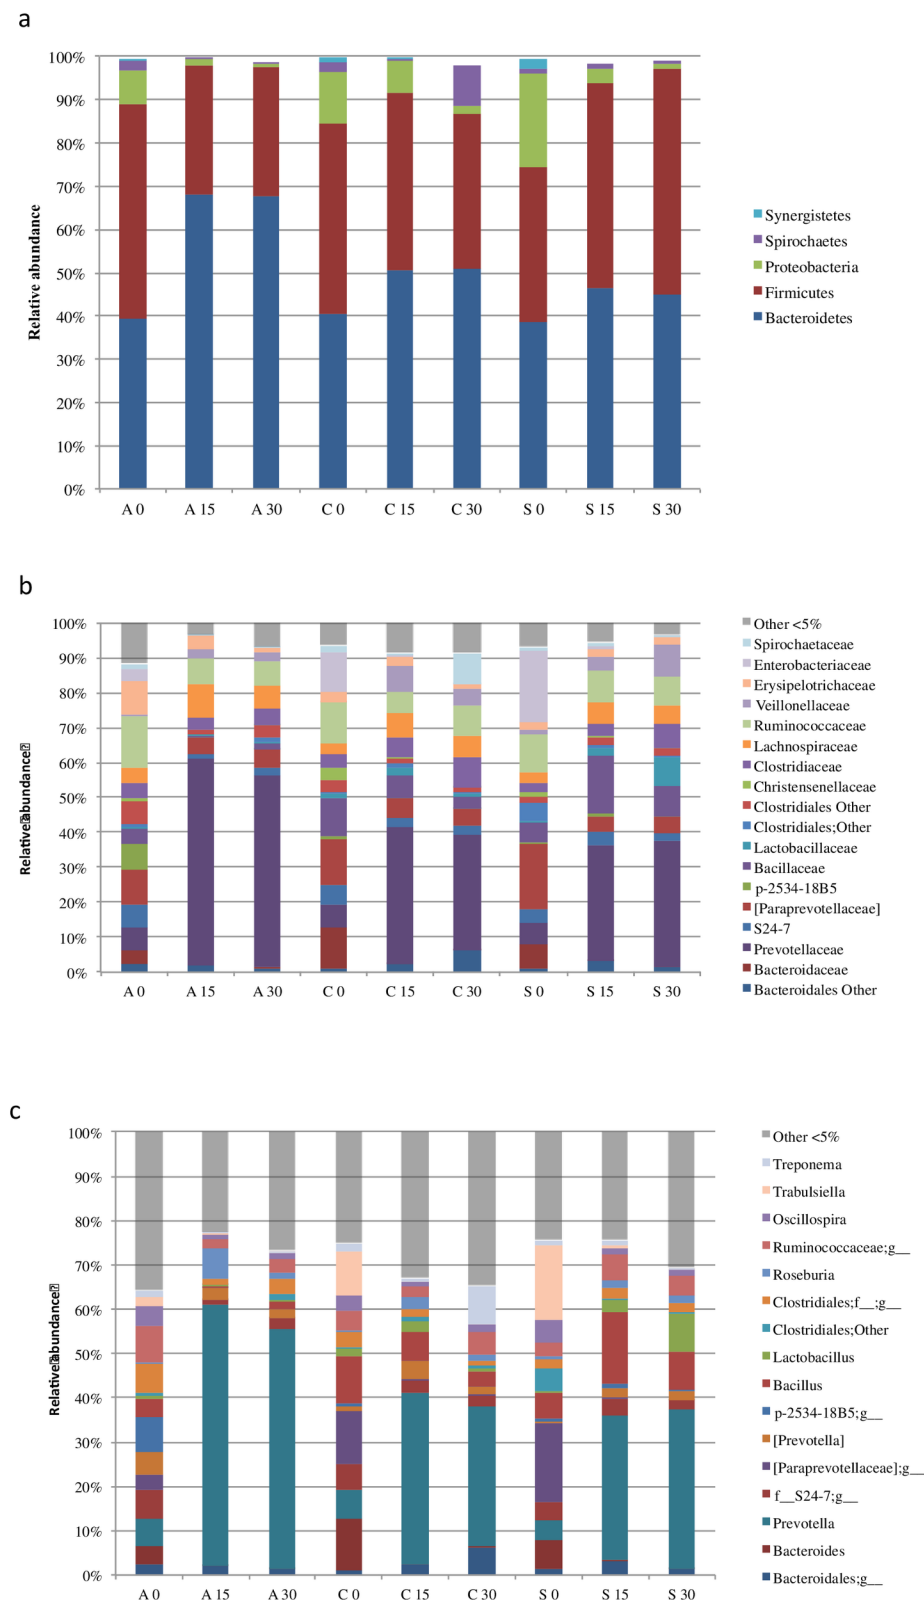 a
100%
90%
80%
70%
60%
50%
40%
30%
20%
10%
0%
Relative abundance
A 0 A 15 A 30 C 0 C 15 C 30 S 0 S 15 S 30
Synergistetes
Spirochaetes
Proteobacteria
Firmicutes
Bacteroidetes
b
100%
90%
80%
70%
60%
50%
40%
30%
20%
10%
0%
Relative abundance
A 0 A 15 A 30 C 0 C 15 C 30 S 0 S 15 S 30
Other <5%
Spirochaetaceae
Enterobacteriaceae
Erysipelotrichaceae
Veillonellaceae
Ruminococcaceae
Lachnospiraceae
Clostridiaceae
Christensenellaceae
Clostridiales Other
Clostridiales;Other
Lactobacillaceae
Bacillaceae
p-2534-18B5
[Paraprevotellaceae]
S24-7
Prevotellaceae
Bacteroidaceae
Bacteroidales Other
c
100%
90%
80%
70%
60%
50%
40%
30%
20%
10%
0%
Relative abundance
A 0 A 15 A 30 C 0 C 15 C 30 S 0 S 15 S 30
Other <5%
Treponema
Trabulsiella
Oscillospira
Ruminococcaceae;g__
Roseburia
Clostridiales;f__;g__
Clostridiales;Other
Lactobacillus
Bacillus
p-2534-18B5;g__
[Prevotella]
[Paraprevotellaceae];g__
f__S24-7;g__
Prevotella
Bacteroides
Bacteroidales;g__